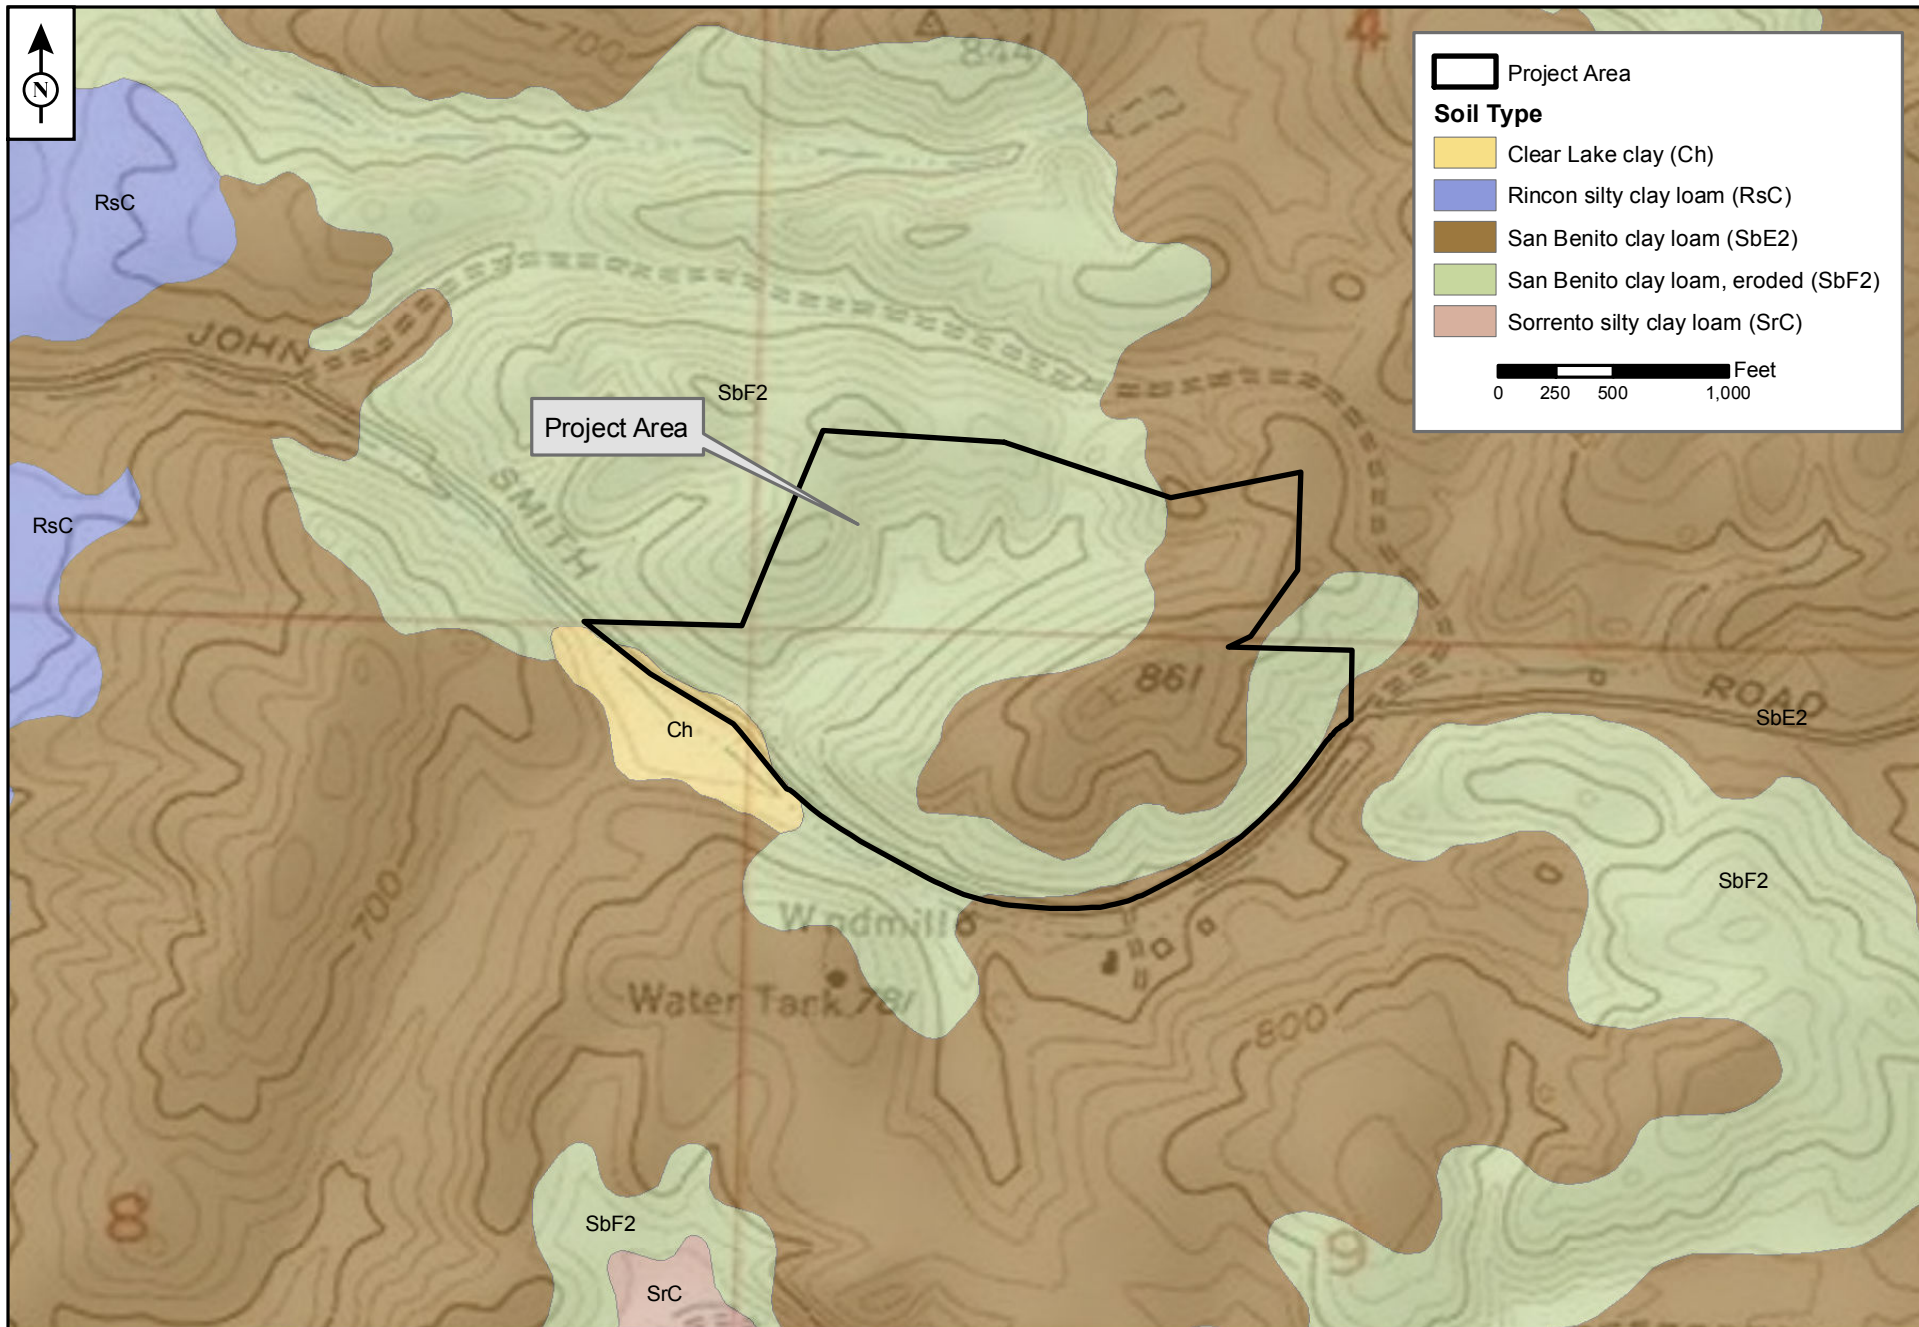 N
700
844
4
Project Area
Soil Type
Clear Lake clay (Ch)
Rincon silty clay loam (RsC)
San Benito clay loam (SbE2)
San Benito clay loam, eroded (SbF2)
Sorrento silty clay loam (SrC)
Feet
0 250 500 1,000
RsC
JOHN
SbF2
Project Area
SMITH
RsC
861
ROAD
SbE2
Ch
700
SbF2
Windmill
Water Tank 781
800
8
SbF2
9
SrC